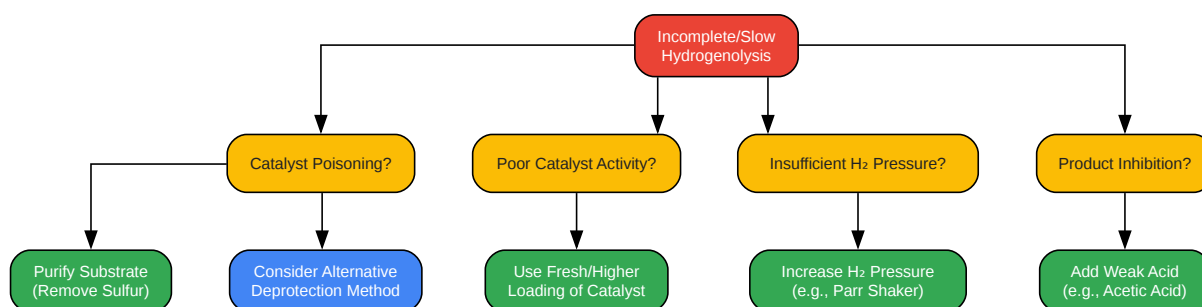 Incomplete/Slow
Hydrogenolysis
Catalyst Poisoning?
Poor Catalyst Activity?
Insufficient H₂ Pressure?
Product Inhibition?
Purify Substrate
(Remove Sulfur)
Consider Alternative
Deprotection Method
Use Fresh/Higher
Loading of Catalyst
Increase H₂ Pressure
(e.g., Parr Shaker)
Add Weak Acid
(e.g., Acetic Acid)